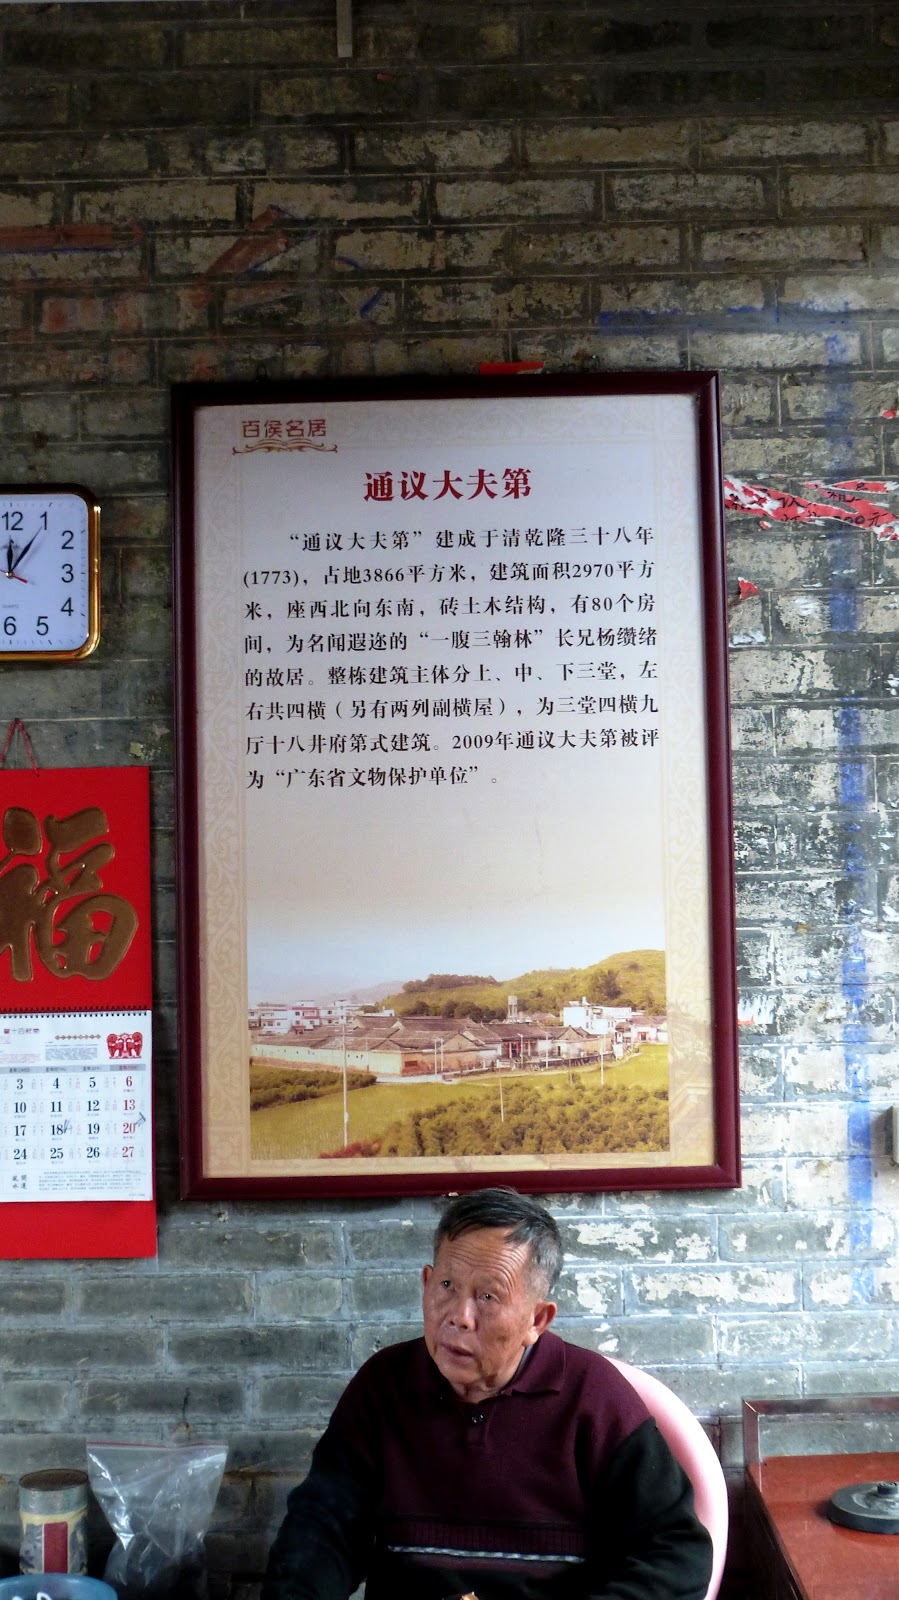 百侯名居
通议大夫第
“通议大夫第”建成于清乾隆三十八年
(1773)，占地3866平方米，建筑面积2970平方
米，座西北向东南，砖土木结构，有80个房
间，为名闻遐迩的“一腹三翰林”长兄杨缵绪
的故居。整栋建筑主体分上、中、下三堂，左
右共四横（另有两列副横屋），为三堂四横九
厅十八井府第式建筑。2009年通议大夫第被评
为“广东省文物保护单位”。
12 1
2
3
4
5
6
福
3 4 5 6
10 11 12 13
17 18 19 20
24 25 26 27